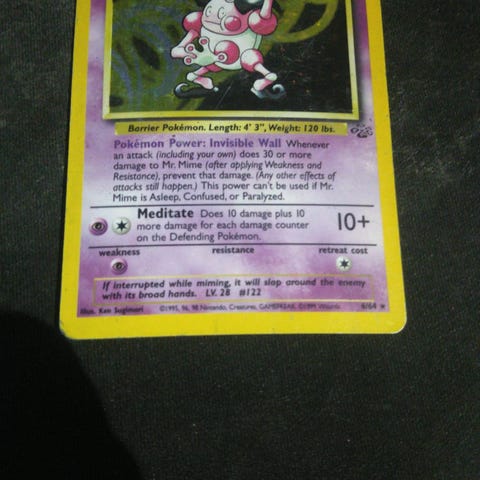 Barrier Pokémon. Length: 4' 3", Weight: 120 lbs.
Pokémon Power: Invisible Wall Whenever
an attack (including your own) does 30 or more
damage to Mr. Mime (after applying Weakness and
Resistance), prevent that damage. (Any other effects of
attacks still happen.) This power can't be used if Mr.
Mime is Asleep, Confused, or Paralyzed.
Meditate Does 10 damage plus 10
more damage for each damage counter
on the Defending Pokémon.
10+
weakness resistance retreat cost
If interrupted while miming, it will slap around the enemy
with its broad hands. LV. 28 #122
Illus. Ken Sugimori ©1995, 96, 98 Nintendo, Creatures, GAMEFREAK. ©1999 Wizards. 6/64